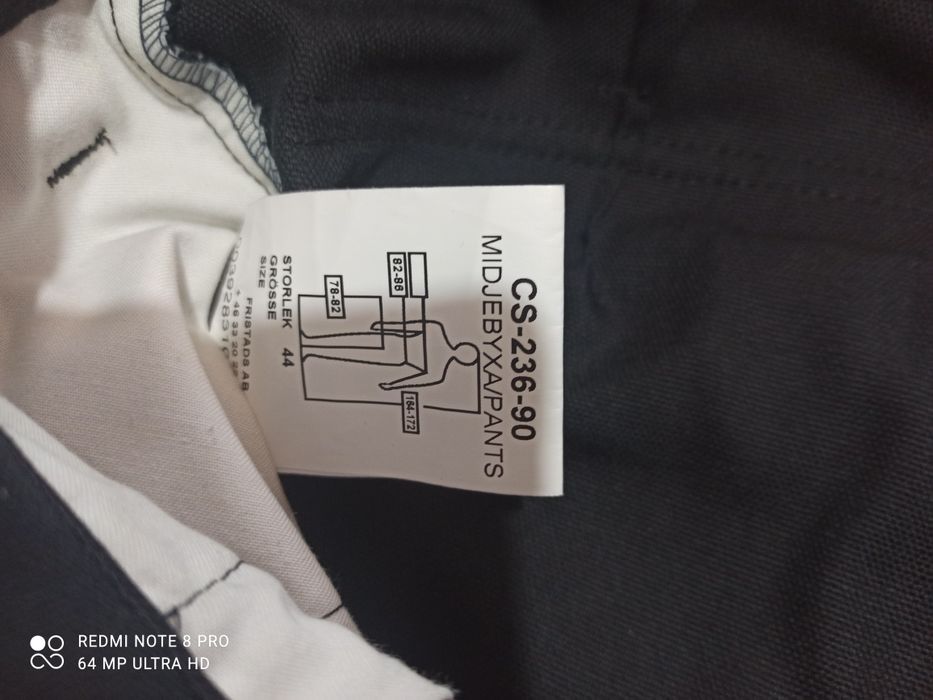 CS-236-90
MIDJEBYXA/PANTS
164-172
82-86
78-82
STORLEK 44
GRÖSSE
SIZE
FRISTADS AB
REDMI NOTE 8 PRO
64 MP ULTRA HD